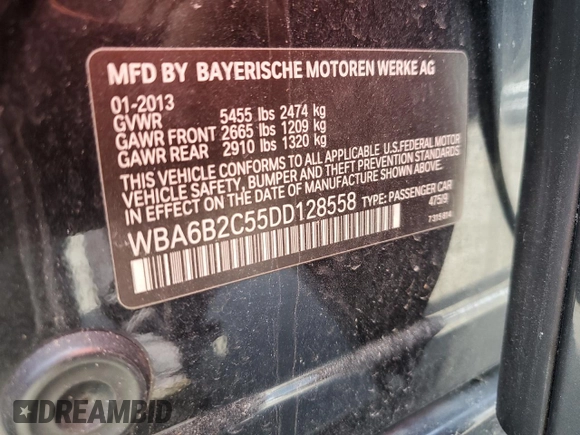 MFD BY BAYERISCHE MOTOREN WERKE AG
01-2013
GVWR 5455 lbs 2474 kg
GAWR FRONT 2665 lbs 1209 kg
GAWR REAR 2910 lbs 1320 kg
THIS VEHICLE CONFORMS TO ALL APPLICABLE U.S.FEDERAL MOTOR
VEHICLE SAFETY, BUMPER AND THEFT PREVENTION STANDARDS
IN EFFECT ON THE DATE OF MANUFACTURE SHOWN ABOVE.
WBA6B2C55DD128558 TYPE: PASSENGER CAR
475/9
DREAMBID